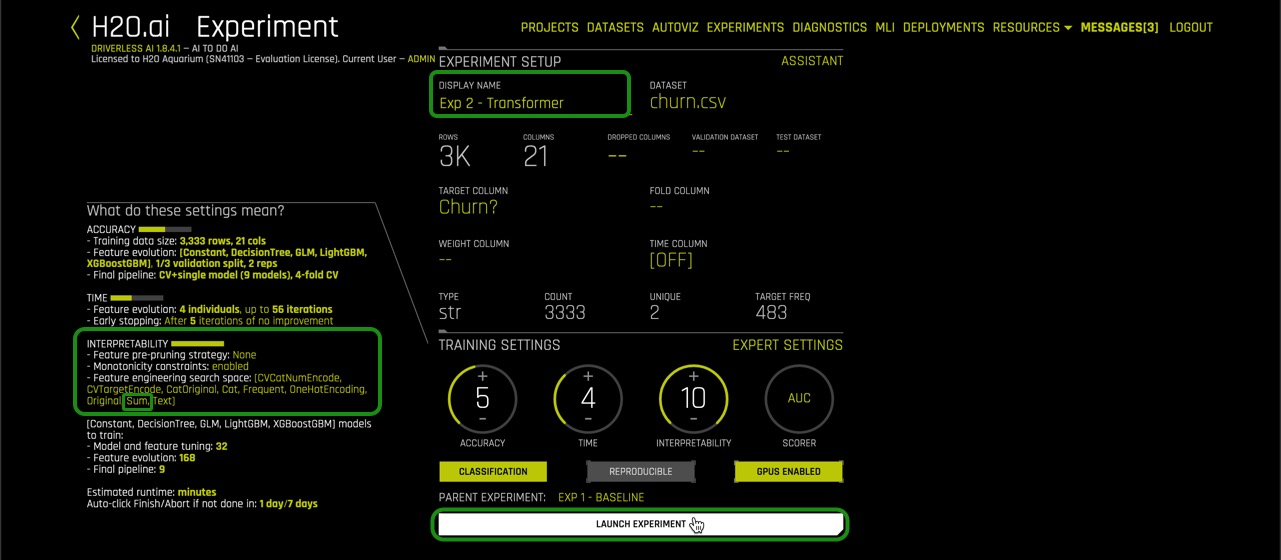 H2O.ai Experiment
PROJECTS DATASETS AUTOVIZ EXPERIMENTS DIAGNOSTICS MLI DEPLOYMENTS RESOURCES MESSAGES[3] LOGOUT
DRIVERLESS AI 1.8.4.1 – AI TO DO AI
Licensed to H2O Aquarium (SN41103 – Evaluation License). Current User – ADMIN
EXPERIMENT SETUP ASSISTANT
DISPLAY NAME DATASET
Exp 2 - Transformer churn.csv
ROWS COLUMNS DROPPED COLUMNS VALIDATION DATASET TEST DATASET
3K 21 -- -- --
TARGET COLUMN FOLD COLUMN
Churn? --
WEIGHT COLUMN TIME COLUMN
-- [OFF]
TYPE COUNT UNIQUE TARGET FREQ
str 3333 2 483
What do these settings mean?
ACCURACY
- Training data size: 3,333 rows, 21 cols
- Feature evolution: [Constant, DecisionTree, GLM, LightGBM,
XGBoostGBM], 1/3 validation split, 2 reps
- Final pipeline: CV+single model (9 models), 4-fold CV
TIME
- Feature evolution: 4 individuals, up to 56 iterations
- Early stopping: After 5 iterations of no improvement
INTERPRETABILITY
- Feature pre-pruning strategy: None
- Monotonicity constraints: enabled
- Feature engineering search space: [CVCatNumEncode,
CVTargetEncode, CatOriginal, Cat, Frequent, OneHotEncoding,
Original, Sum, Text]
[Constant, DecisionTree, GLM, LightGBM, XGBoostGBM] models
to train:
- Model and feature tuning: 32
- Feature evolution: 168
- Final pipeline: 9
Estimated runtime: minutes
Auto-click Finish/Abort if not done in: 1 day/7 days
TRAINING SETTINGS EXPERT SETTINGS
+ + +
5 4 10 AUC
- - -
ACCURACY TIME INTERPRETABILITY SCORER
CLASSIFICATION REPRODUCIBLE GPUS ENABLED
PARENT EXPERIMENT: EXP 1 - BASELINE
LAUNCH EXPERIMENT